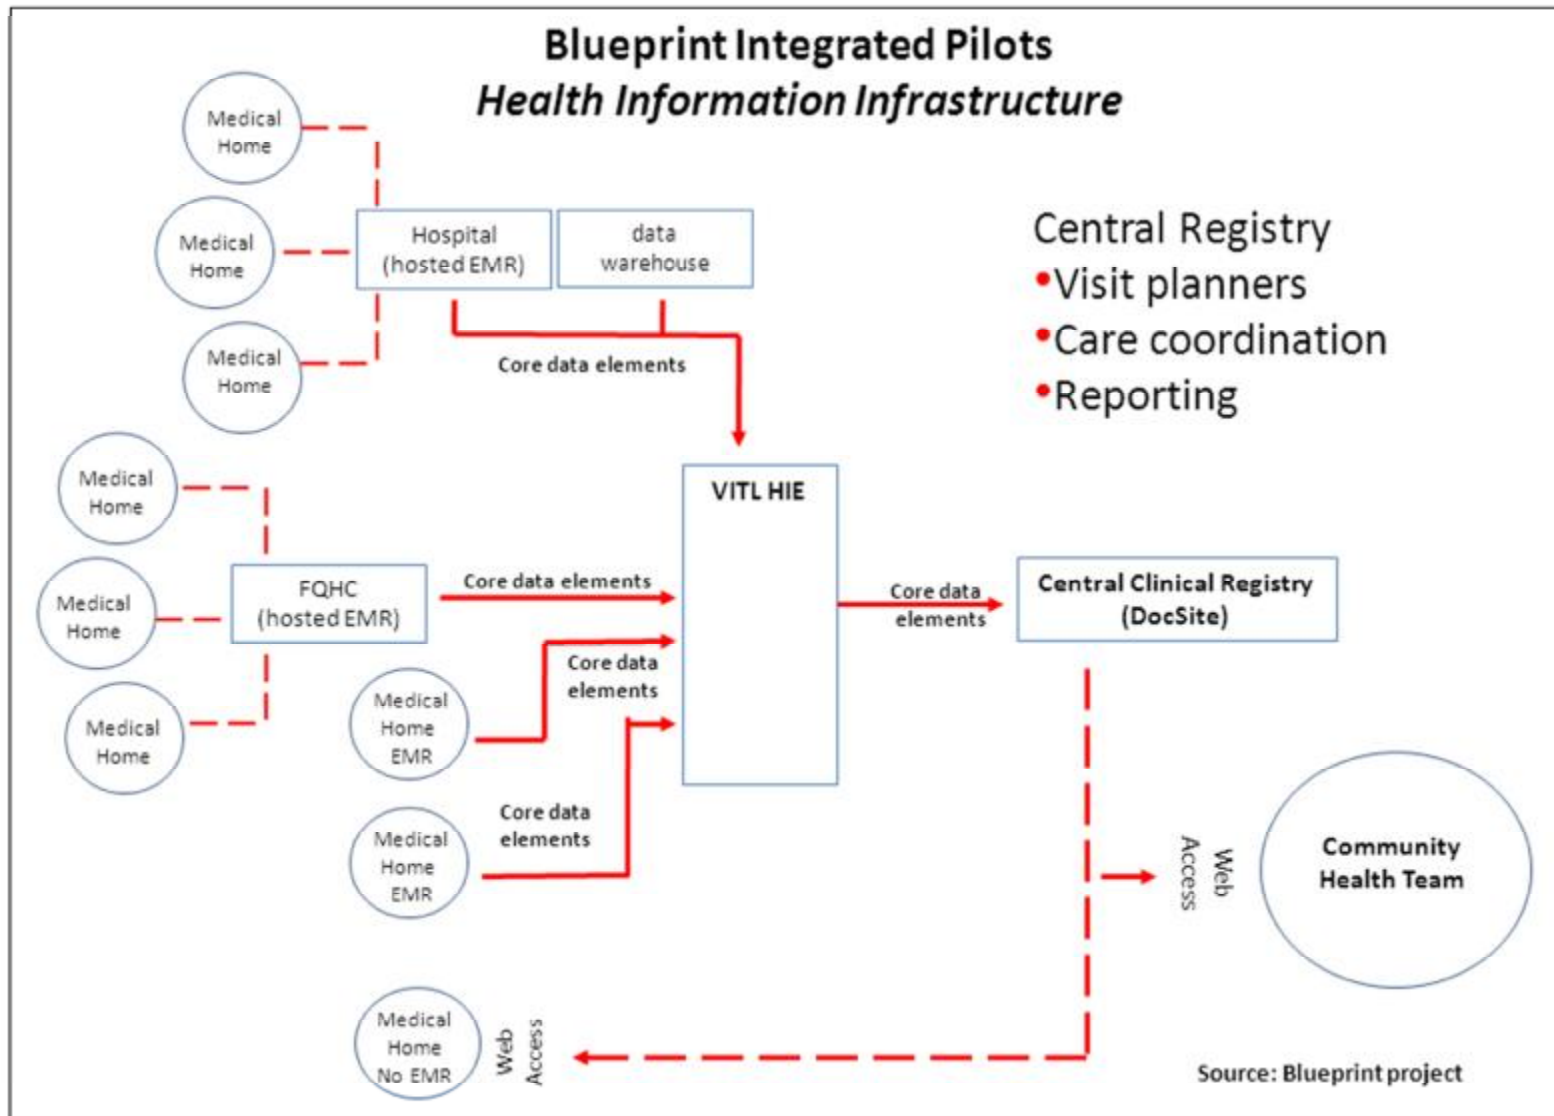 Blueprint Integrated Pilots
Health Information Infrastructure
Medical
Home
Medical
Home
Medical
Home
Hospital
(hosted EMR)
data
warehouse
Core data elements
Central Registry
•Visit planners
•Care coordination
•Reporting
Medical
Home
Medical
Home
Medical
Home
FQHC
(hosted EMR)
Core data elements
VITL HIE
Core data
elements
Central Clinical Registry
(DocSite)
Medical
Home
EMR
Core data
elements
Medical
Home
EMR
Core data
elements
Web
Access
Community
Health Team
Medical
Home
No EMR
Web
Access
Source: Blueprint project